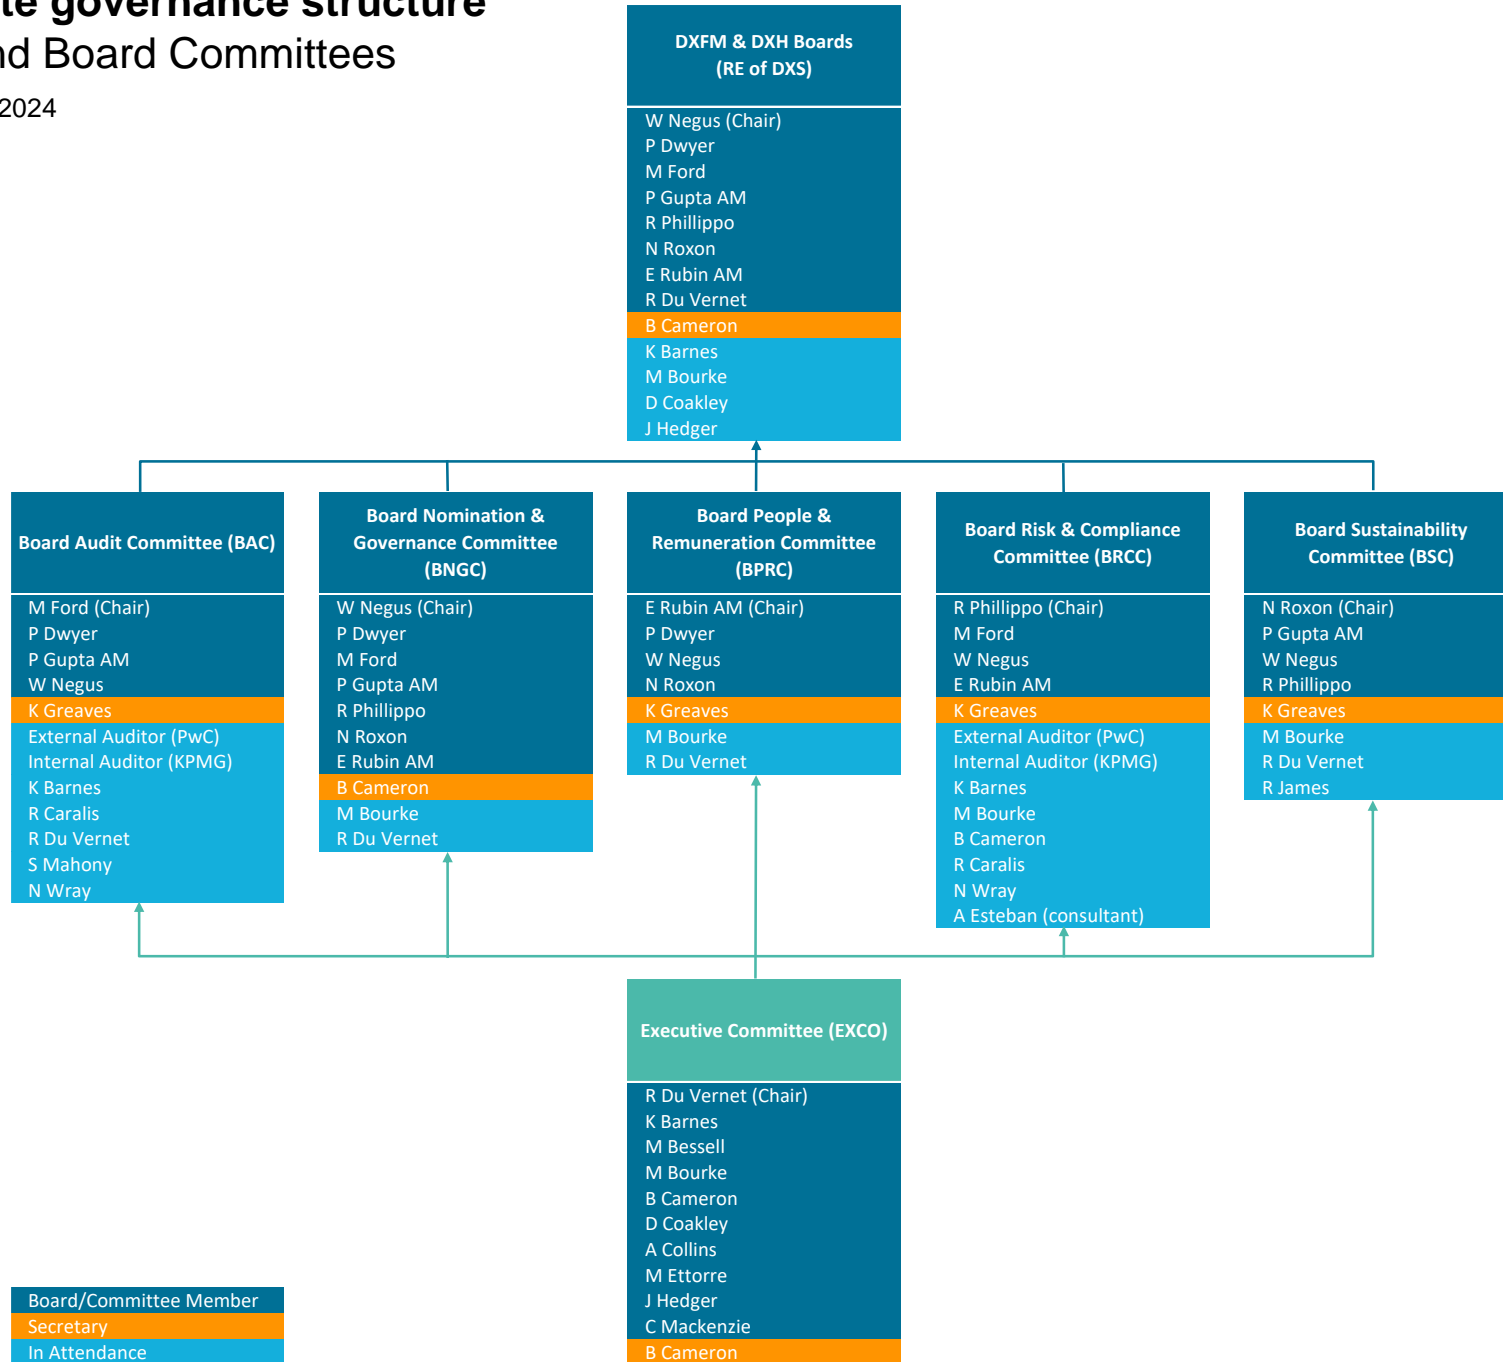 te governance structure
nd Board Committees
2024
DXFM & DXH Boards
(RE of DXS)
W Negus (Chair)
P Dwyer
M Ford
P Gupta AM
R Phillippo
N Roxon
E Rubin AM
R Du Vernet
B Cameron
K Barnes
M Bourke
D Coakley
J Hedger
Board Audit Committee (BAC)
M Ford (Chair)
P Dwyer
P Gupta AM
W Negus
K Greaves
External Auditor (PwC)
Internal Auditor (KPMG)
K Barnes
R Caralis
R Du Vernet
S Mahony
N Wray
Board Nomination &
Governance Committee
(BNGC)
W Negus (Chair)
P Dwyer
M Ford
P Gupta AM
R Phillippo
N Roxon
E Rubin AM
B Cameron
M Bourke
R Du Vernet
Board People &
Remuneration Committee
(BPRC)
E Rubin AM (Chair)
P Dwyer
W Negus
N Roxon
K Greaves
M Bourke
R Du Vernet
Board Risk & Compliance
Committee (BRCC)
R Phillippo (Chair)
M Ford
W Negus
E Rubin AM
K Greaves
External Auditor (PwC)
Internal Auditor (KPMG)
K Barnes
M Bourke
B Cameron
R Caralis
N Wray
A Esteban (consultant)
Board Sustainability
Committee (BSC)
N Roxon (Chair)
P Gupta AM
W Negus
R Phillippo
K Greaves
M Bourke
R Du Vernet
R James
Executive Committee (EXCO)
R Du Vernet (Chair)
K Barnes
M Bessell
M Bourke
B Cameron
D Coakley
A Collins
M Ettorre
J Hedger
C Mackenzie
B Cameron
Board/Committee Member
Secretary
In Attendance